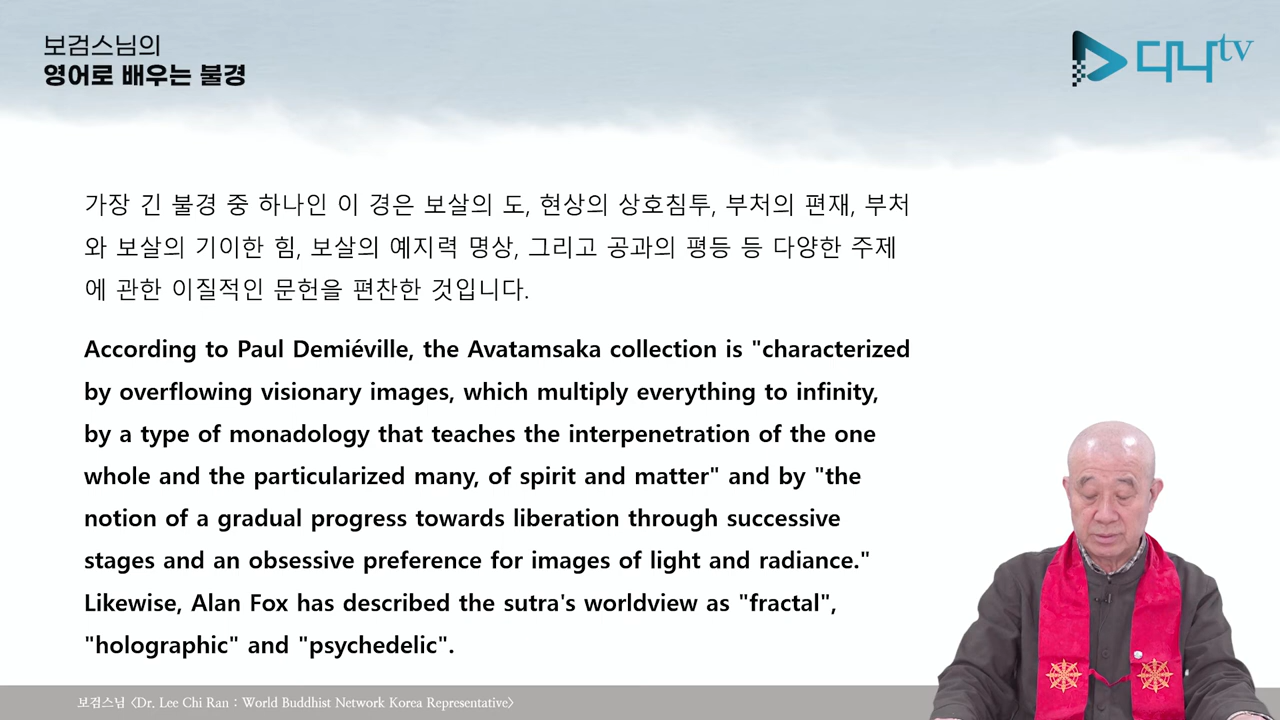 보검스님의
영어로 배우는 불경
다나tv
가장 긴 불경 중 하나인 이 경은 보살의 도, 현상의 상호침투, 부처의 편재, 부처
와 보살의 기이한 힘, 보살의 예지력 명상, 그리고 공과의 평등 등 다양한 주제
에 관한 이질적인 문헌을 편찬한 것입니다.
According to Paul Demiéville, the Avatamsaka collection is "characterized
by overflowing visionary images, which multiply everything to infinity,
by a type of monadology that teaches the interpenetration of the one
whole and the particularized many, of spirit and matter" and by "the
notion of a gradual progress towards liberation through successive
stages and an obsessive preference for images of light and radiance."
Likewise, Alan Fox has described the sutra's worldview as "fractal",
"holographic" and "psychedelic".
보검스님 〈Dr. Lee Chi Ran : World Buddhist Network Korea Representative〉